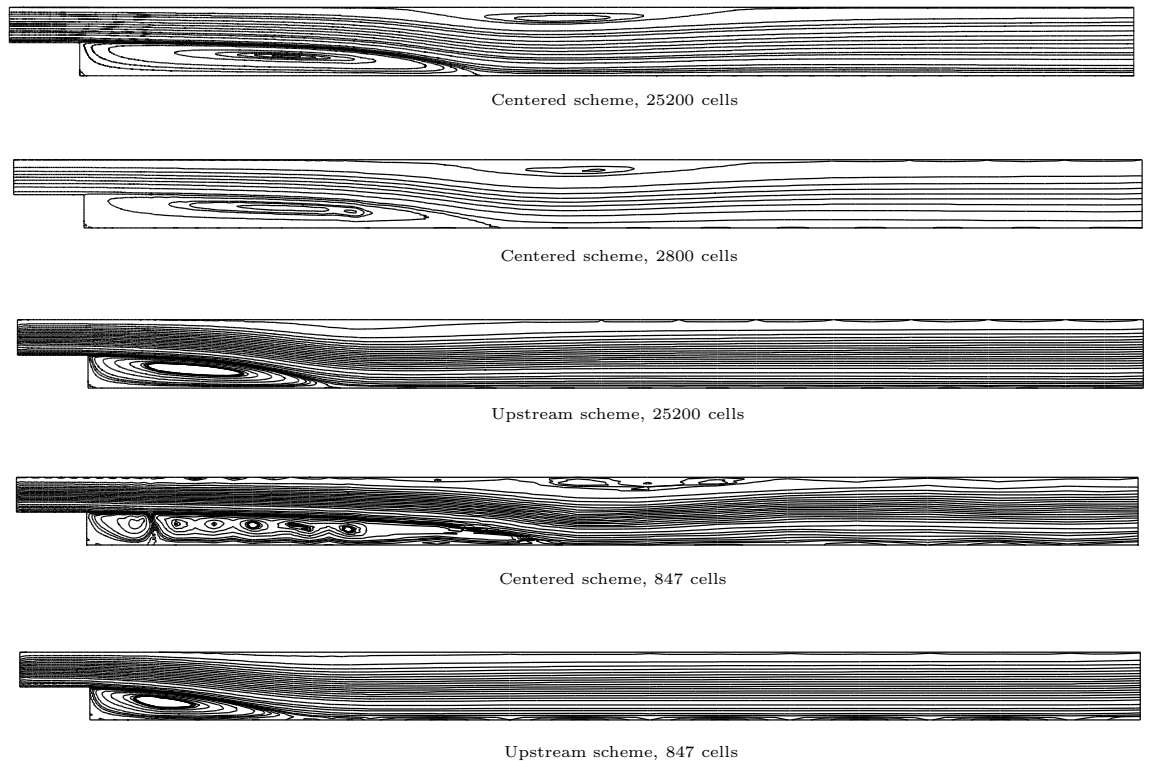 Centered scheme, 25200 cells
Centered scheme, 2800 cells
Upstream scheme, 25200 cells
Centered scheme, 847 cells
Upstream scheme, 847 cells